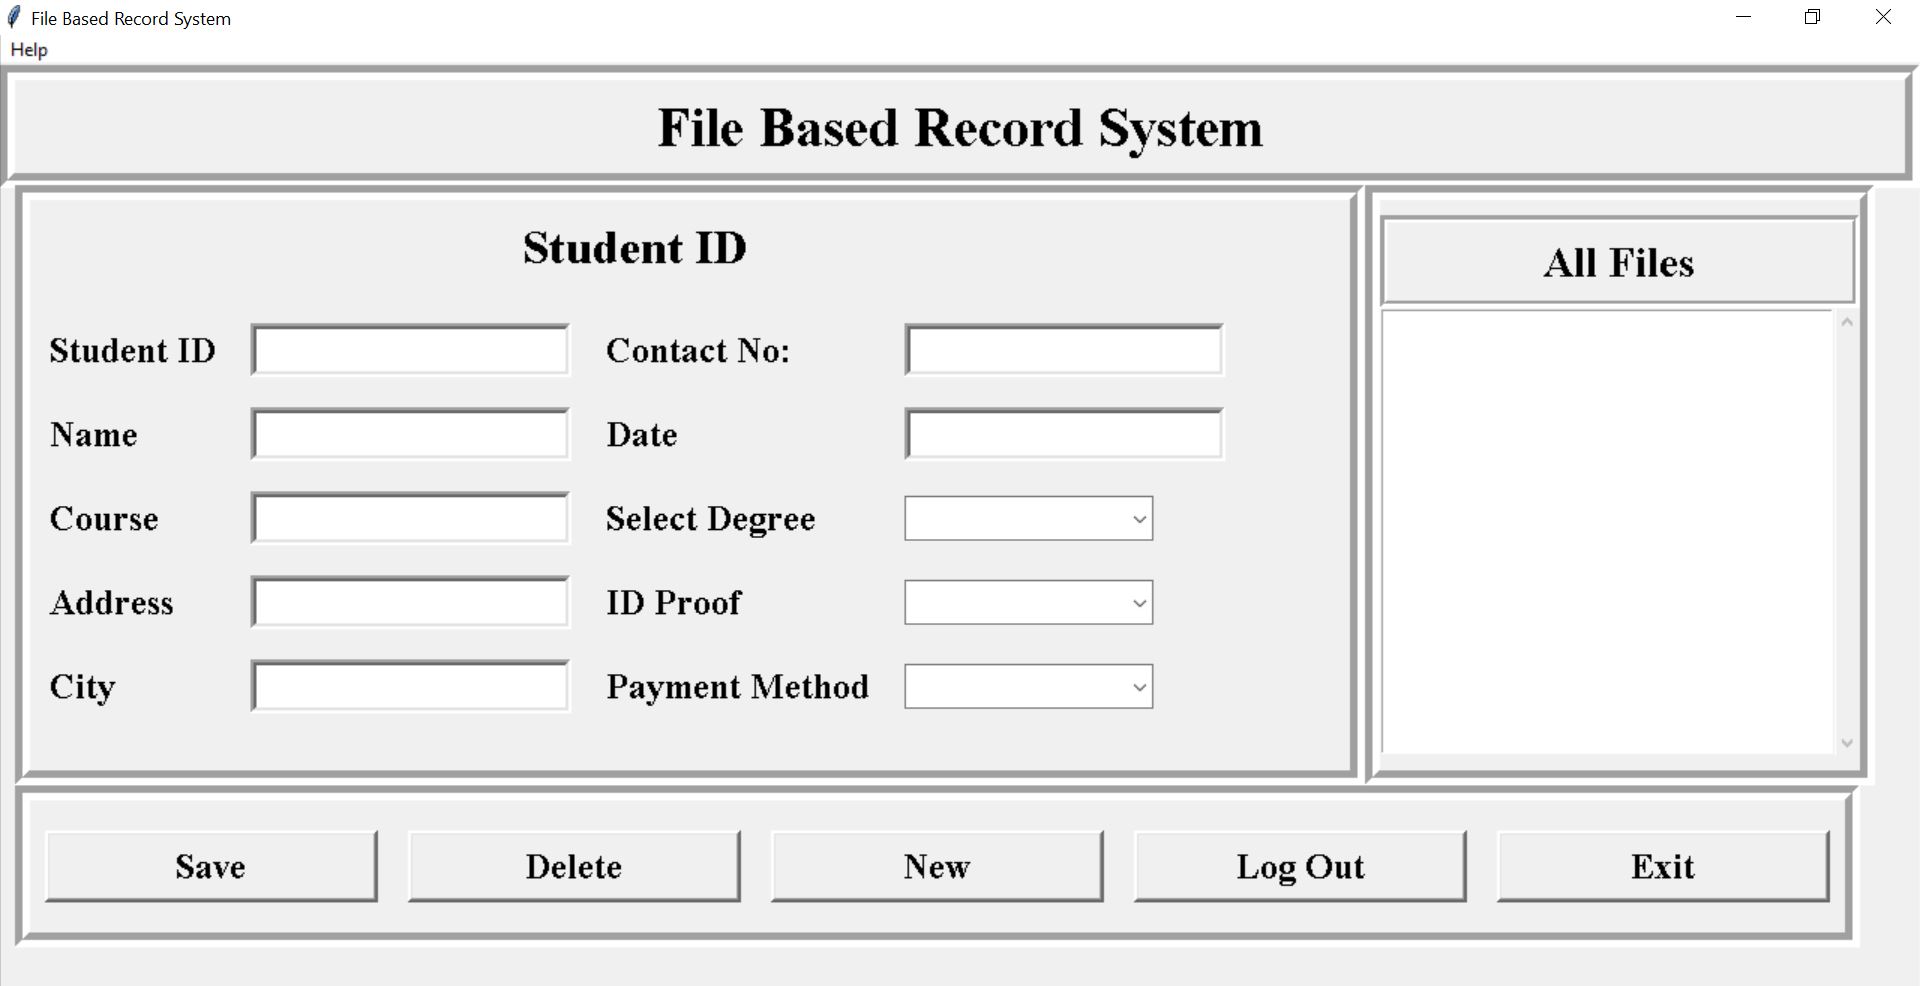 File Based Record System
Help
File Based Record System
Student ID
All Files
Student ID
Contact No:
Name
Date
Course
Select Degree
Address
ID Proof
City
Payment Method
Save
Delete
New
Log Out
Exit